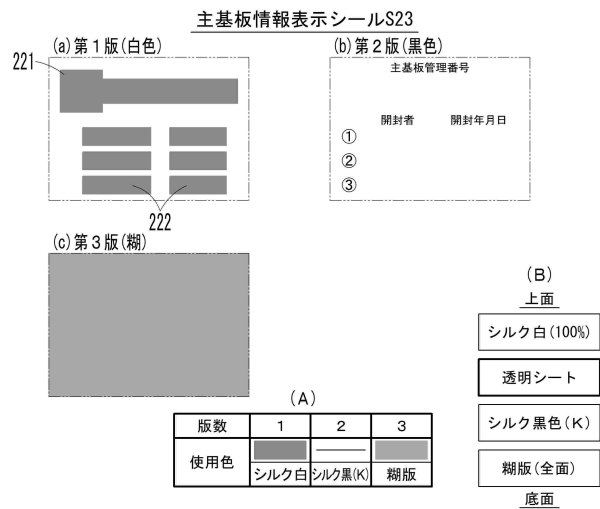 主基板情報表示シールS23
(a)第1版(白色)
221
222
(b)第2版(黒色)
主基板管理番号
開封者 開封年月日
①
②
③
(c)第3版(糊)
(A)
版数 1 2 3
使用色
シルク白 シルク黒(K) 糊版
(B)
上面
シルク白(100%)
透明シート
シルク黒色(K)
糊版(全面)
底面